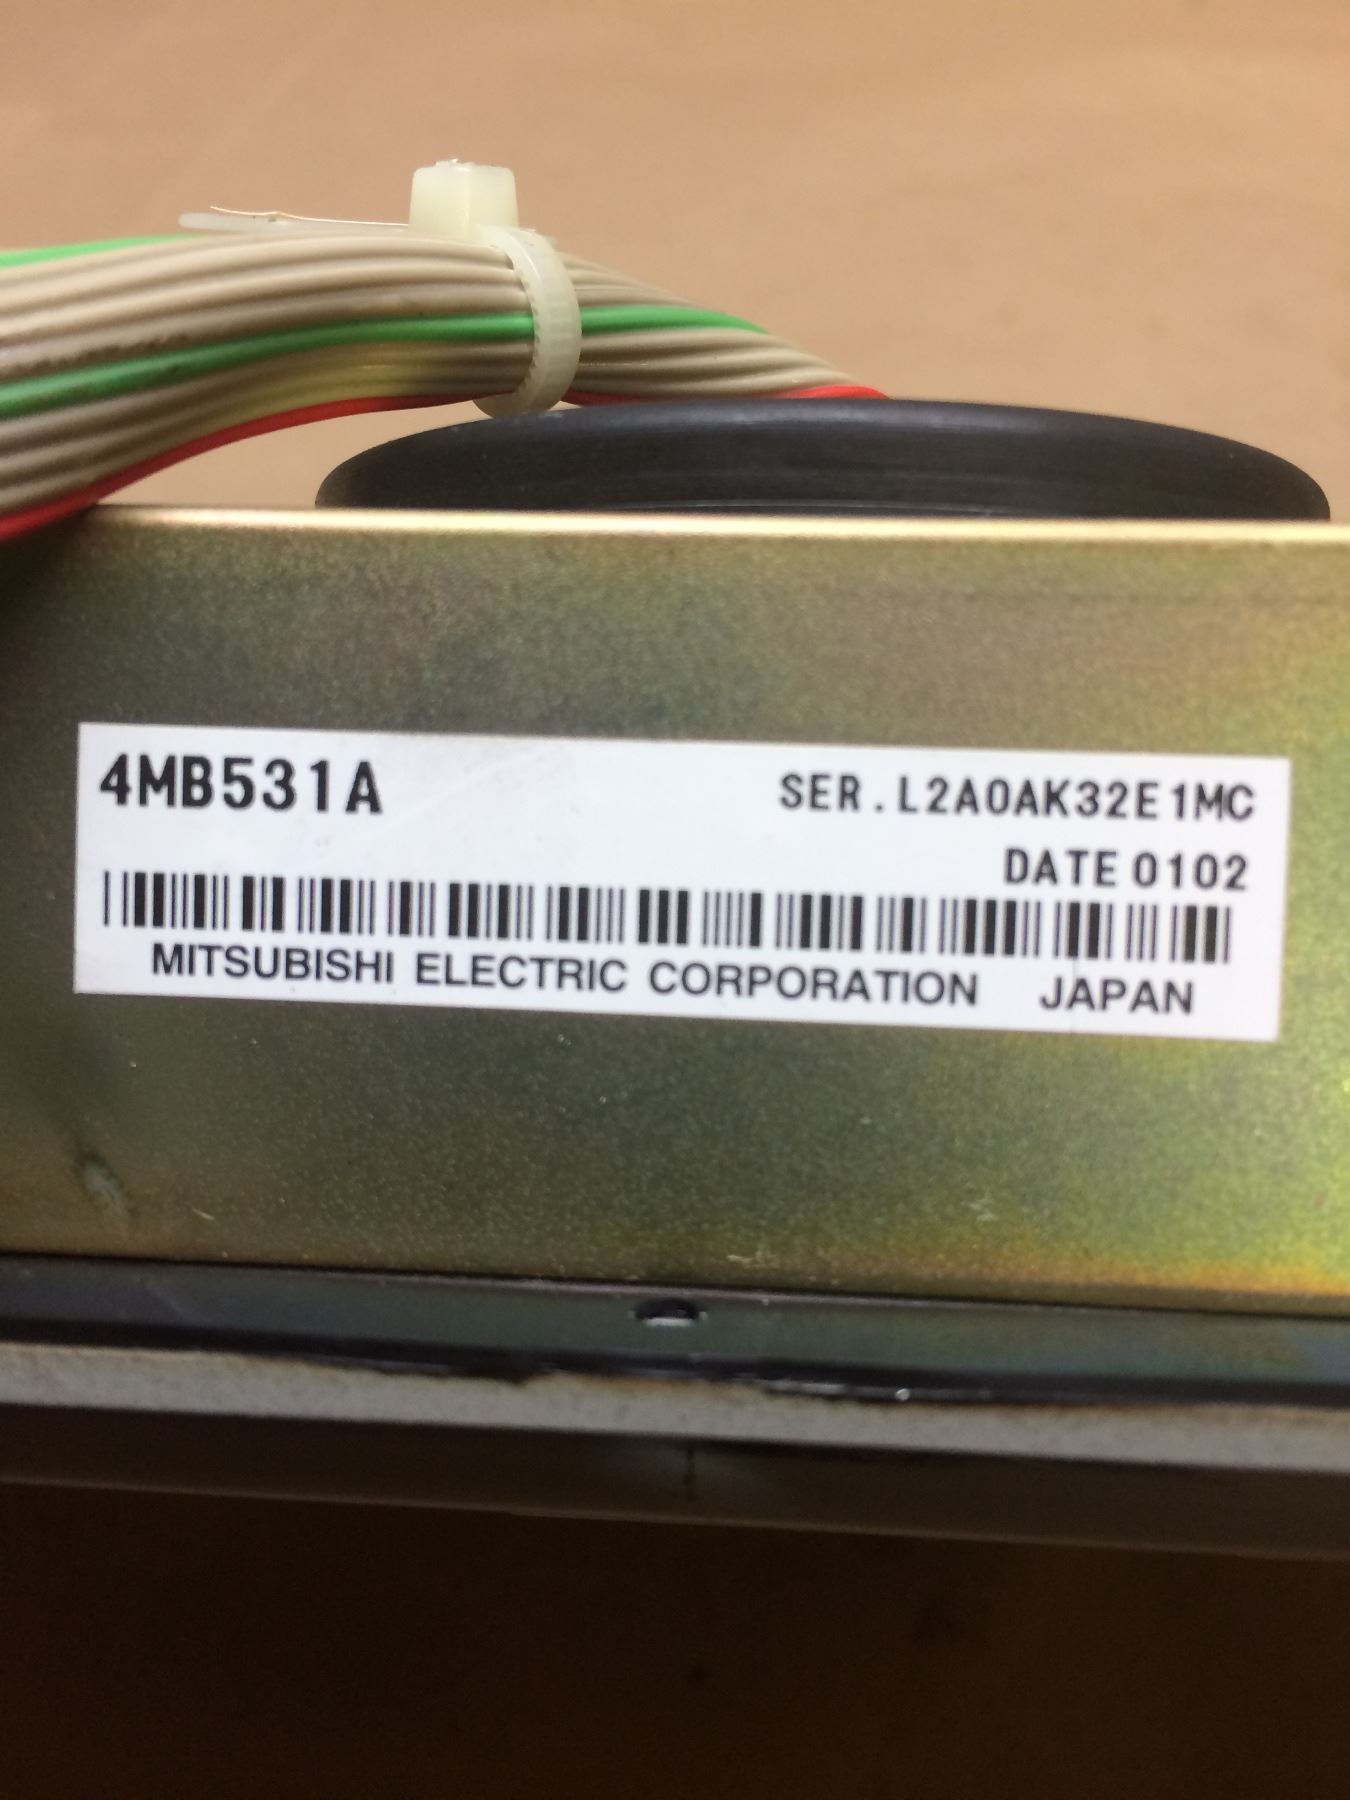 4MB531A
SER.L2A0AK32E1MC
DATE 0102
MITSUBISHI ELECTRIC CORPORATION JAPAN